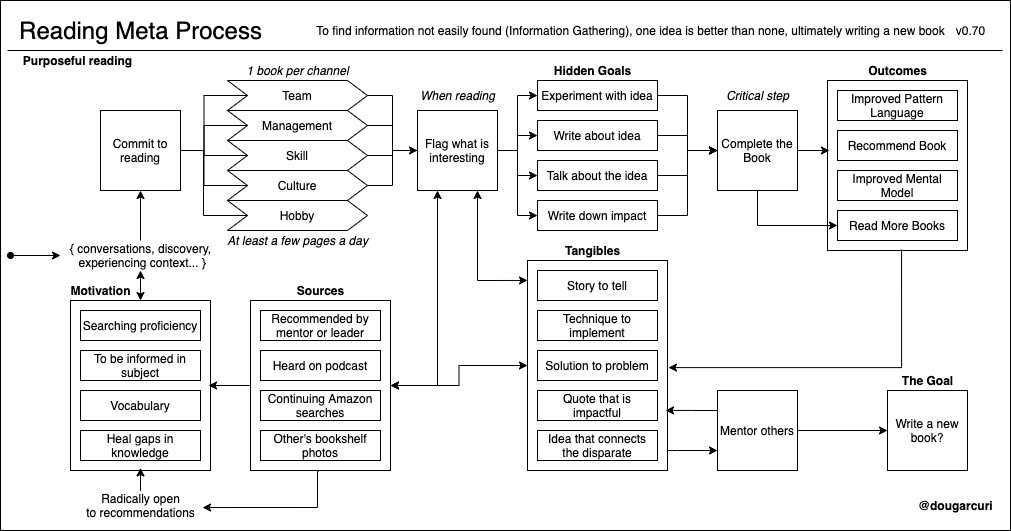 Reading Meta Process
To find information not easily found (Information Gathering), one idea is better than none, ultimately writing a new book v0.70
Purposeful reading
1 book per channel
Commit to
reading
Team
Management
Skill
Culture
Hobby
At least a few pages a day
When reading
Flag what is
interesting
Hidden Goals
Experiment with idea
Write about idea
Talk about the idea
Write down impact
Critical step
Complete the
Book
Outcomes
Improved Pattern
Language
Recommend Book
Improved Mental
Model
Read More Books
{ conversations, discovery,
experiencing context... }
Motivation
Searching proficiency
To be informed in
subject
Vocabulary
Heal gaps in
knowledge
Radically open
to recommendations
Sources
Recommended by
mentor or leader
Heard on podcast
Continuing Amazon
searches
Other's bookshelf
photos
Tangibles
Story to tell
Technique to
implement
Solution to problem
Quote that is
impactful
Idea that connects
the disparate
Mentor others
The Goal
Write a new
book?
@dougarcuri